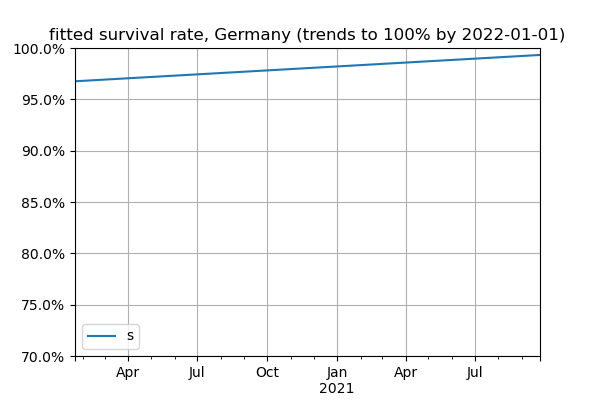 fitted survival rate, Germany (trends to 100% by 2022-01-01)
100.0%
95.0%
90.0%
85.0%
80.0%
75.0%
70.0%
s
Apr Jul Oct Jan Apr Jul
2021